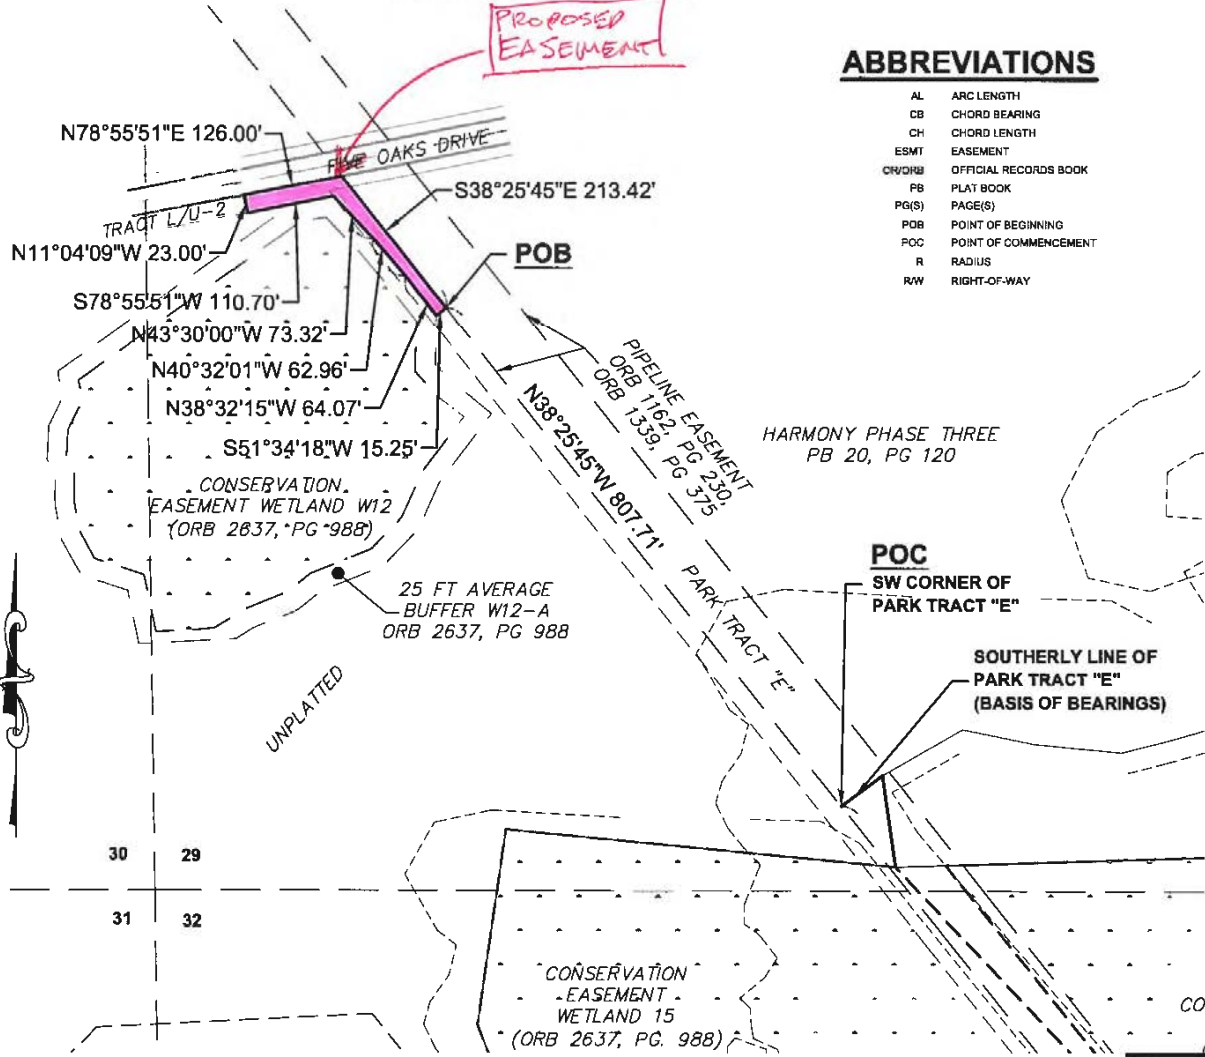 PROPOSED
EASEMENT
ABBREVIATIONS
AL ARC LENGTH
CB CHORD BEARING
CH CHORD LENGTH
ESMT EASEMENT
OR/ORB OFFICIAL RECORDS BOOK
PB PLAT BOOK
PG(S) PAGE(S)
POB POINT OF BEGINNING
POC POINT OF COMMENCEMENT
R RADIUS
R/W RIGHT-OF-WAY
N78°55'51"E 126.00'
FIVE OAKS DRIVE
S38°25'45"E 213.42'
TRACT L/U-2
N11°04'09"W 23.00'
POB
S78°55'51"W 110.70'
N43°30'00"W 73.32'
N40°32'01"W 62.96'
N38°32'15"W 64.07'
S51°34'18"W 15.25'
PIPELINE EASEMENT
ORB 1162, PG 230,
ORB 1339, PG 375
N38°25'45"W 807.71'
HARMONY PHASE THREE
PB 20, PG 120
CONSERVATION
EASEMENT WETLAND W12
(ORB 2637, PG 988)
25 FT AVERAGE
BUFFER W12-A
ORB 2637, PG 988
PARK TRACT "E"
POC
SW CORNER OF
PARK TRACT "E"
SOUTHERLY LINE OF
PARK TRACT "E"
(BASIS OF BEARINGS)
UNPLATTED
30 29
31 32
CONSERVATION
EASEMENT
WETLAND 15
(ORB 2637, PG. 988)
CO